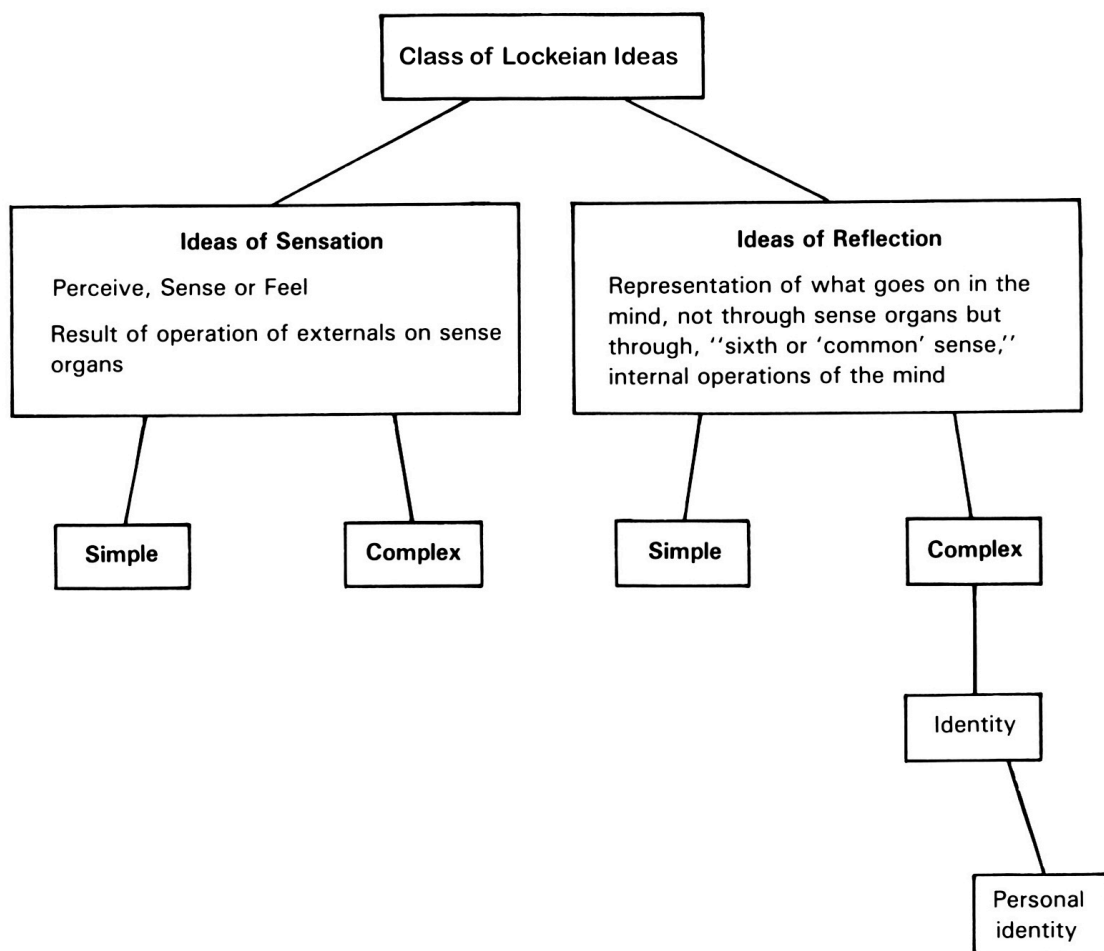 Class of Lockeian Ideas
Ideas of Sensation
Perceive, Sense or Feel
Result of operation of externals on sense
organs
Ideas of Reflection
Representation of what goes on in the
mind, not through sense organs but
through, ''sixth or 'common' sense,''
internal operations of the mind
Simple
Complex
Simple
Complex
Identity
Personal
identity